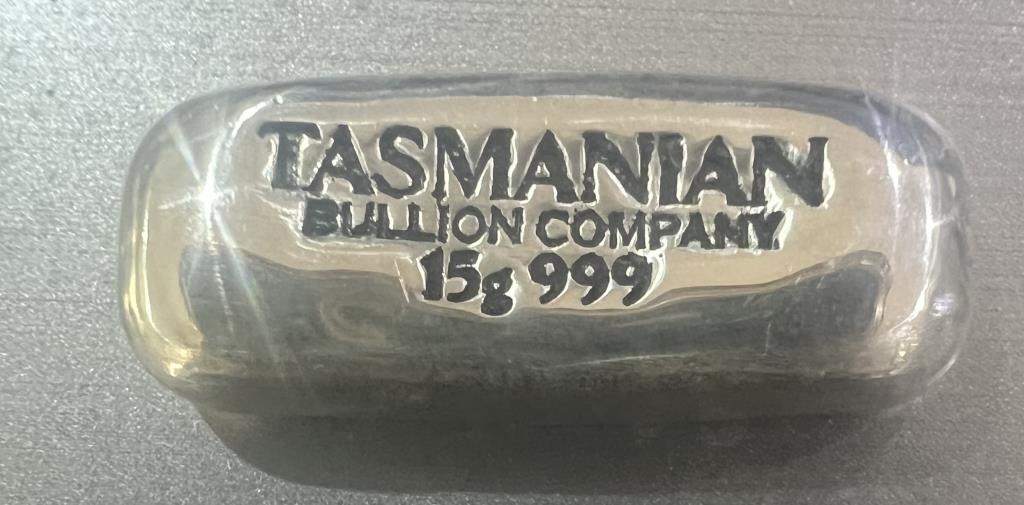 TASMANIAN
BULLION COMPANY
15g 999